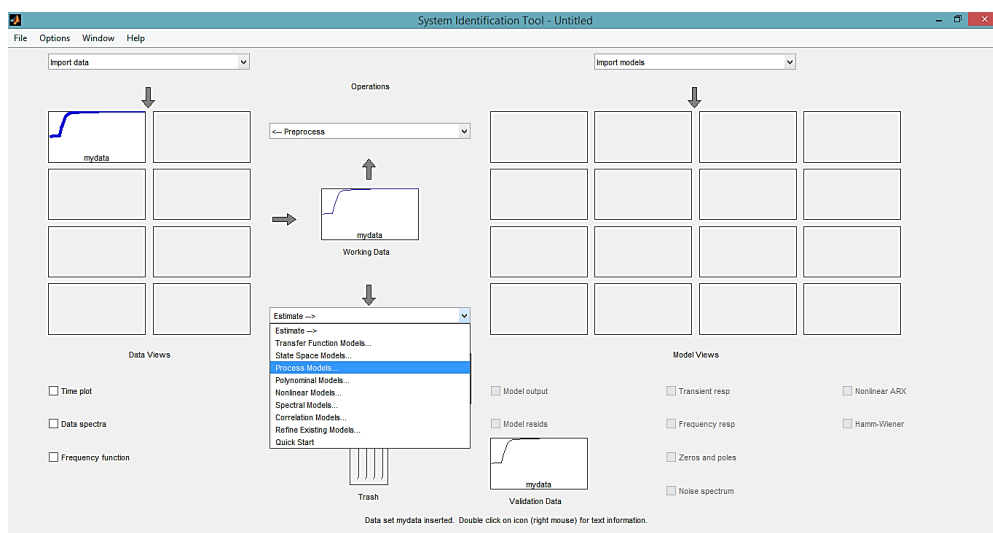 System Identification Tool - Untitled
File Options Window Help
Import data
Import models
Operations
<-- Preprocess
mydata
mydata
Working Data
Estimate -->
Estimate -->
Transfer Function Models...
State Space Models...
Process Models...
Polynominal Models...
Nonlinear Models...
Spectral Models...
Correlation Models...
Refine Existing Models...
Quick Start
Data Views
Time plot
Data spectra
Frequency function
Trash
Model Views
Model output
Transient resp
Nonlinear ARX
Model resids
Frequency resp
Hamm-Wiener
Zeros and poles
Noise spectrum
mydata
Validation Data
Data set mydata inserted. Double click on icon (right mouse) for text information.